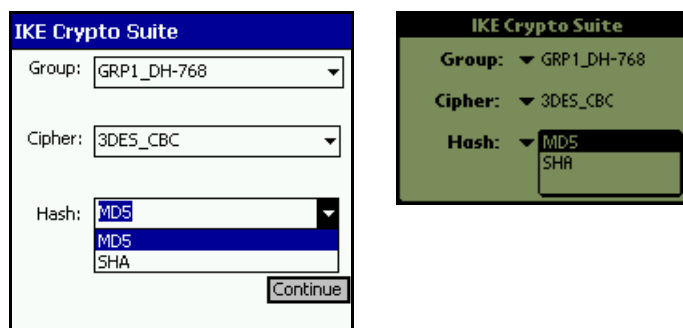 IKE Crypto Suite
Group: GRP1_DH-768
Cipher: 3DES_CBC
Hash: MD5
MD5
SHA
Continue
IKE Crypto Suite
Group: GRP1_DH-768
Cipher: 3DES_CBC
Hash: MD5
SHA